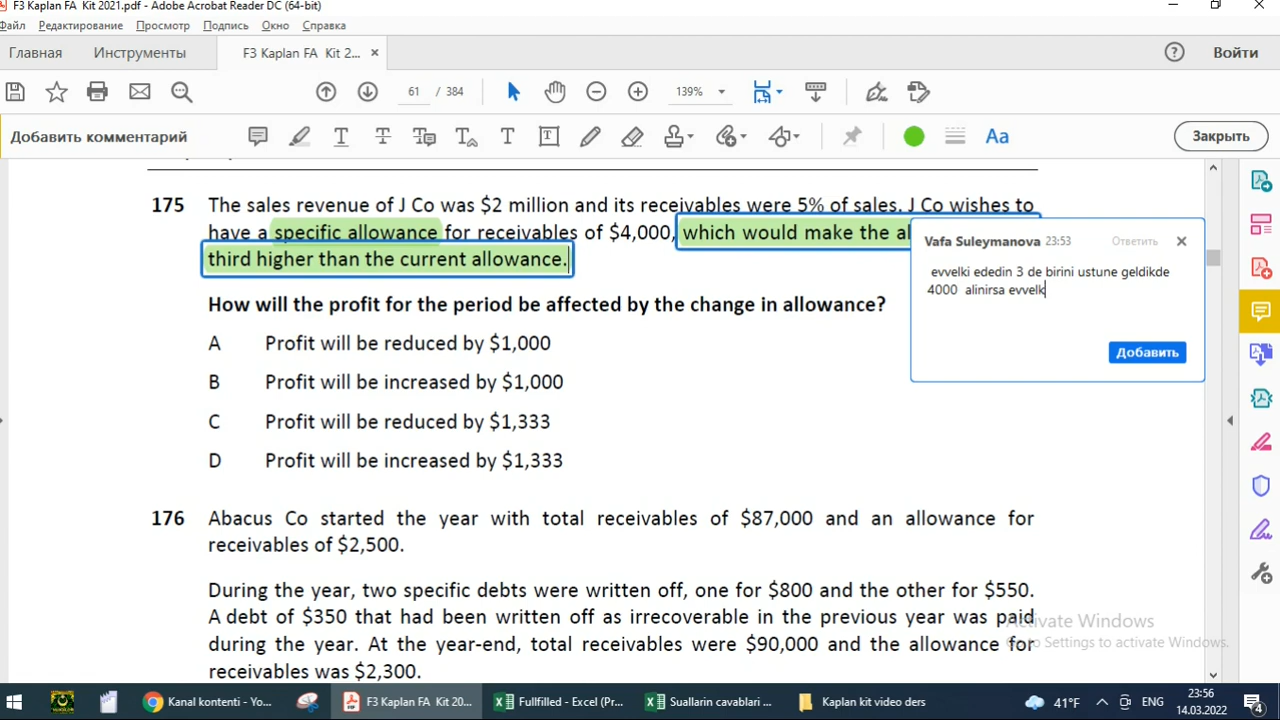 F3 Kaplan FA Kit 2021.pdf - Adobe Acrobat Reader DC (64-bit)
Файл Редактирование Просмотр Подпись Окно Справка
Главная Инструменты F3 Kaplan FA Kit 2... Войти
61 / 384 139%
Добавить комментарий Aa Закрыть
175 The sales revenue of J Co was $2 million and its receivables were 5% of sales. J Co wishes to
have a specific allowance for receivables of $4,000, which would make the al
third higher than the current allowance.
Vafa Suleymanova 23:53 Ответить
evvelki ededin 3 de birini ustune geldikde
4000 alinirsa evvelk
Добавить
How will the profit for the period be affected by the change in allowance?
A Profit will be reduced by $1,000
B Profit will be increased by $1,000
C Profit will be reduced by $1,333
D Profit will be increased by $1,333
176 Abacus Co started the year with total receivables of $87,000 and an allowance for
receivables of $2,500.
During the year, two specific debts were written off, one for $800 and the other for $550.
A debt of $350 that had been written off as irrecoverable in the previous year was paid
during the year. At the year-end, total receivables were $90,000 and the allowance for
receivables was $2,300.
Activate Windows
Go to Settings to activate Windows.
Kanal kontenti - Yo... F3 Kaplan FA Kit 20... Fullfilled - Excel (Pr... Suallarin cavablari ... Kaplan kit video ders 41°F ENG 23:56
14.03.2022 4